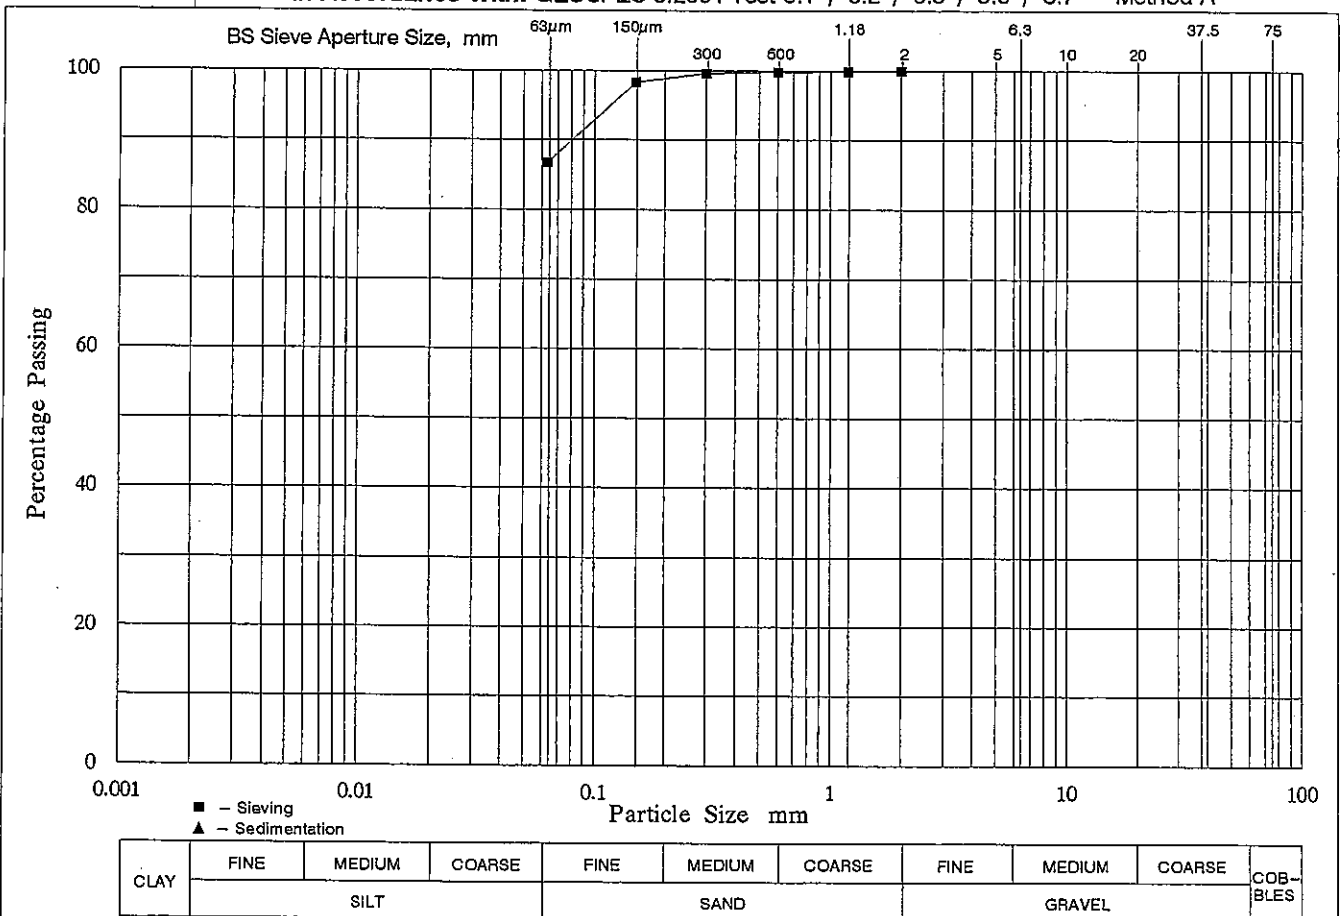 BS Sieve Aperture Size, mm
63µm 150µm 300 600 1.18 2 5 6.3 10 20 37.5 75
100
80
60
40
20
0
Percentage Passing
0.001 0.01 0.1 1 10 100
Particle Size mm
■ – Sieving
▲ – Sedimentation
CLAY FINE MEDIUM COARSE FINE MEDIUM COARSE FINE MEDIUM COARSE COB-
BLES
SILT SAND GRAVEL